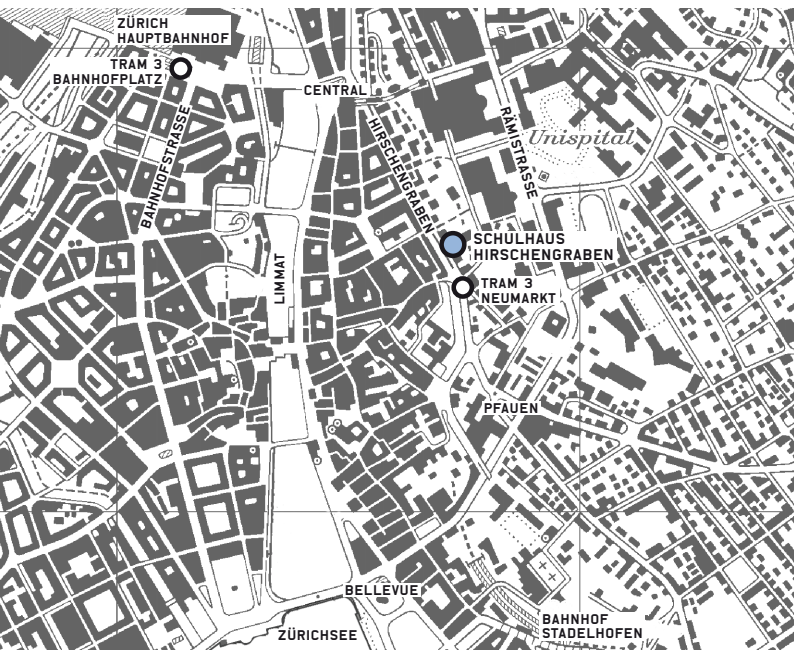 ZÜRICH
HAUPTBAHNHOF
TRAM 3
BAHNHOFPLATZ
CENTRAL
BAHNHOFSTRASSE
HIRSCHENGRABEN
RÄMISTRASSE
Unispital
LIMMAT
SCHULHAUS
HIRSCHENGRABEN
TRAM 3
NEUMARKT
PFAUEN
BELLEVUE
ZÜRICHSEE
BAHNHOF
STADELHOFEN